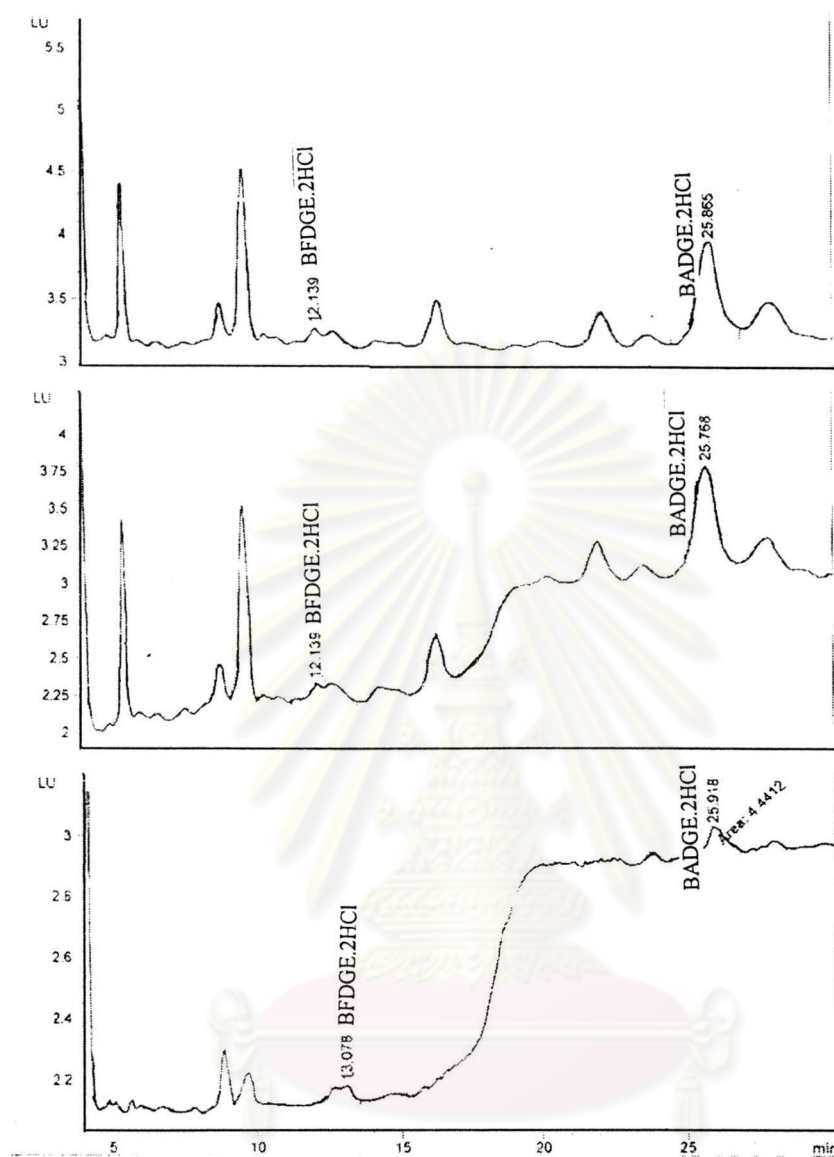 LU
5.5
5
4.5
4
3.5
3
12.139 BFDGE.2HCl
BADGE.2HCl
25.865
LU
4
3.75
3.5
3.25
3
2.75
2.5
2.25
2
12.139 BFDGE.2HCl
BADGE.2HCl
25.768
LU
3
2.8
2.6
2.4
2.2
13.078 BFDGE.2HCl
BADGE.2HCl
25.918
Area: 4.4412
5 10 15 20 25 min